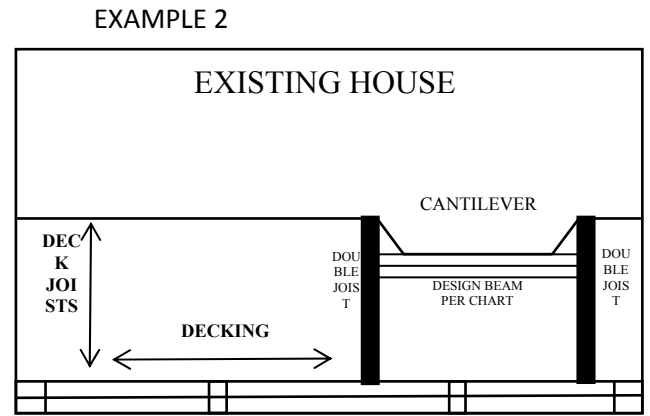 EXAMPLE 2
EXISTING HOUSE
CANTILEVER
DEC
K
JOI
STS
DOU
BLE
JOIS
T
DESIGN BEAM
PER CHART
DOU
BLE
JOIS
T
DECKING